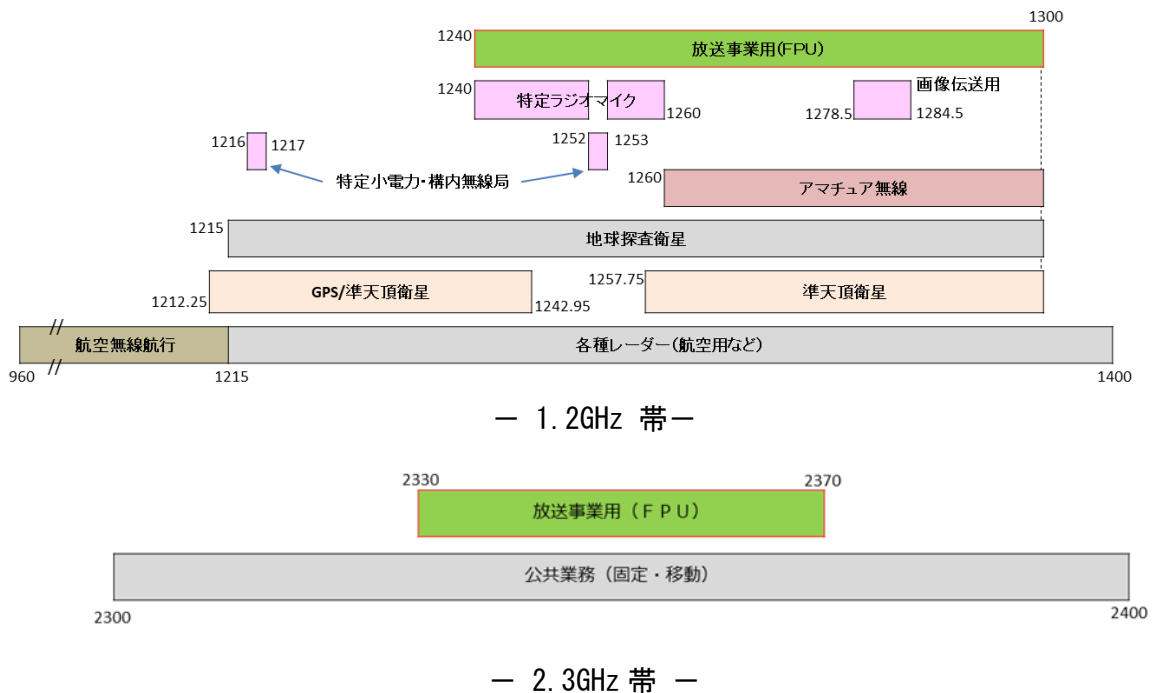 1300
1240
放送事業用(FPU)
1240
特定ラジオマイク
1260
1278.5
画像伝送用
1284.5
1216
1217
1252
1253
特定小電力・構内無線局
1260
アマチュア無線
1215
地球探査衛星
1212.25
GPS/準天頂衛星
1242.95
1257.75
準天頂衛星
航空無線航行
各種レーダー(航空用など)
960
1215
1400
― 1.2GHz 帯―
2330
2370
放送事業用(FPU)
公共業務(固定・移動)
2300
2400
― 2.3GHz 帯 ―